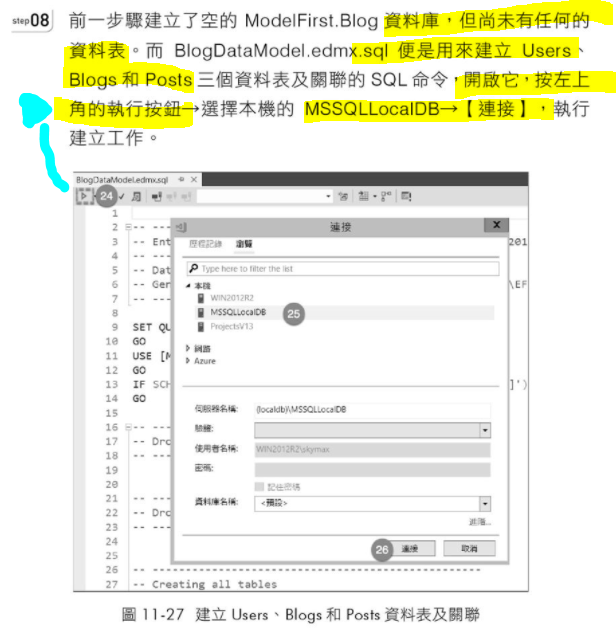 step 08 前一步驟建立了空的 ModelFirst.Blog 資料庫，但尚未有任何的
資料表。而 BlogDataModel.edmx.sql 便是用來建立 Users、
Blogs 和 Posts 三個資料表及關聯的 SQL 命令，開啟它，按左上
角的執行按鈕→選擇本機的 MSSQLLocalDB→【連接】，執行
建立工作。
BlogDataModel.edmx.sql
24
1
2 -- ---
3 -- Ent
4 -- ---
5 -- Dat
6 -- Ger
7 -- ---
8
9 SET QU
10 GO
11 USE [M
12 GO
13 IF SCH
14 GO
15
16 -- ---
17 -- Dro
18 -- ---
19
20
21 -- ---
22 -- Dro
23 -- ---
24
25
26 -- --------------------------------------------------
27 -- Creating all tables
201
\EF
]')
連接
歷程記錄 瀏覽
Type here to filter the list
本機
WIN2012R2
MSSQLLocalDB 25
ProjectsV13
網路
Azure
伺服器名稱: (localdb)\MSSQLLocalDB
驗證:
使用者名稱: WIN2012R2\skymax
密碼:
記住密碼
資料庫名稱: <預設>
進階...
26 連接 取消
圖 11-27 建立 Users、Blogs 和 Posts 資料表及關聯